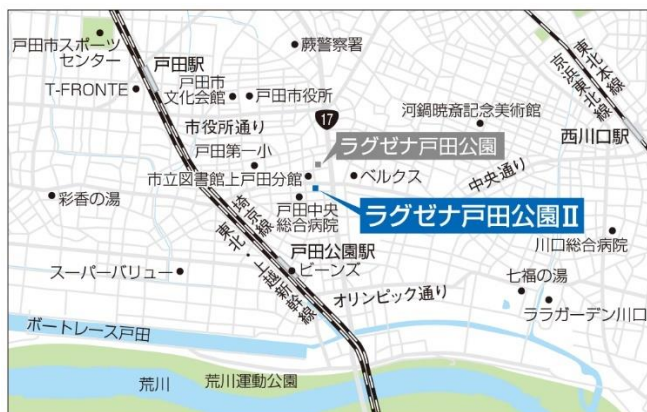 戸田市スポーツ
センター
蕨警察署
戸田駅
T-FRONTE
戸田市
文化会館
戸田市役所
東北本線
京浜東北線
17
河鍋暁斎記念美術館
市役所通り
西川口駅
ラグゼナ戸田公園
戸田第一小
市立図書館上戸田分館
ベルクス
中央通り
彩香の湯
戸田中央
総合病院
ラグゼナ戸田公園Ⅱ
埼京線
東北・上越新幹線
川口総合病院
戸田公園駅
スーパーバリュー
ビーンズ
七福の湯
オリンピック通り
ララガーデン川口
ボートレース戸田
荒川
荒川運動公園